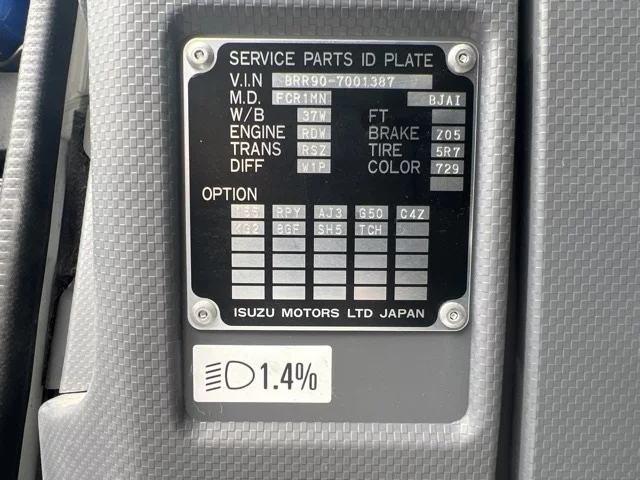 SERVICE PARTS ID PLATE
V.I.N BRR90-7001387
M.D. FCR1MN BJAI
W/B 37W FT
ENGINE RDW BRAKE Z05
TRANS RSZ TIRE 5R7
DIFF W1P COLOR 729
OPTION
RPY AJ3 G50 C4Z
BGF SH5 TCH
ISUZU MOTORS LTD JAPAN
1.4%